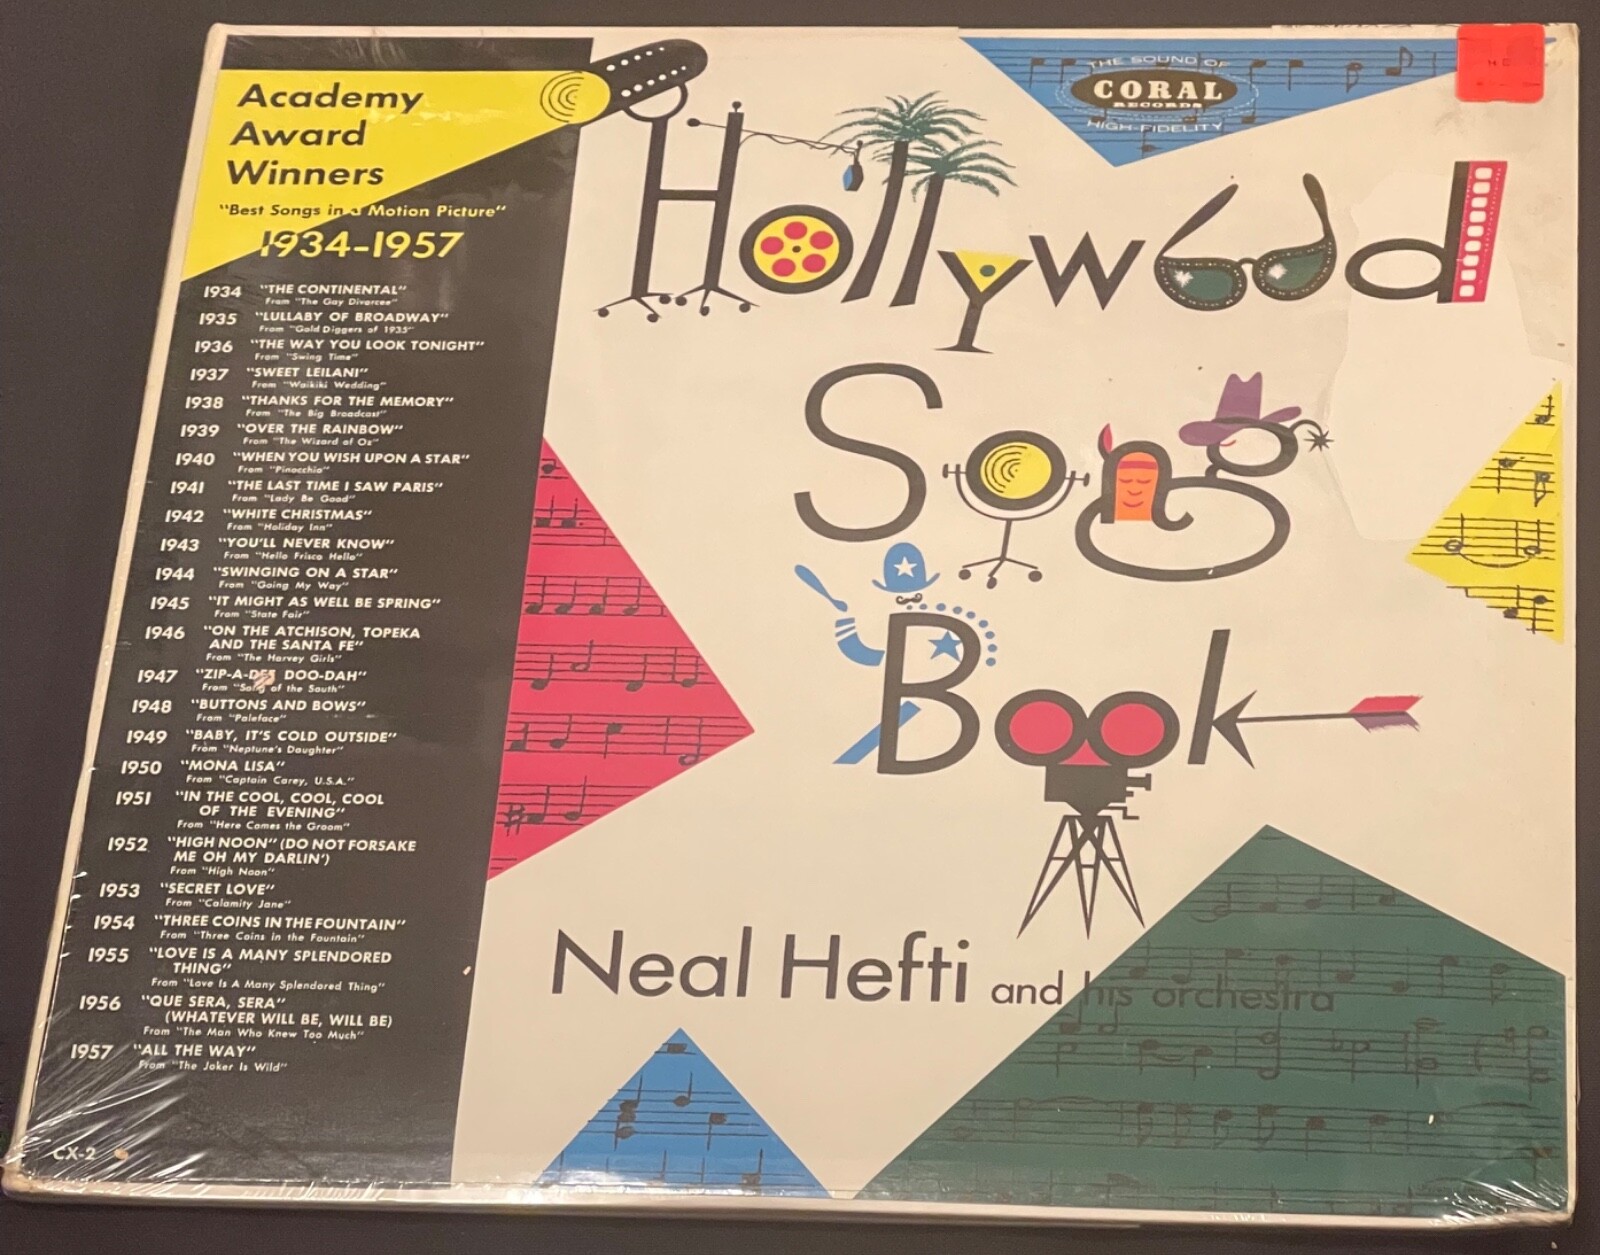 Academy
Award
Winners
"Best Songs in a Motion Picture"
1934-1957
1934 "THE CONTINENTAL"
From "The Gay Divorcee"
1935 "LULLABY OF BROADWAY"
From "Gold Diggers of 1935"
1936 "THE WAY YOU LOOK TONIGHT"
From "Swing Time"
1937 "SWEET LEILANI"
From "Waikiki Wedding"
1938 "THANKS FOR THE MEMORY"
From "The Big Broadcast"
1939 "OVER THE RAINBOW"
From "The Wizard of Oz"
1940 "WHEN YOU WISH UPON A STAR"
From "Pinocchio"
1941 "THE LAST TIME I SAW PARIS"
From "Lady Be Good"
1942 "WHITE CHRISTMAS"
From "Holiday Inn"
1943 "YOU'LL NEVER KNOW"
From "Hello Frisco Hello"
1944 "SWINGING ON A STAR"
From "Going My Way"
1945 "IT MIGHT AS WELL BE SPRING"
From "State Fair"
1946 "ON THE ATCHISON, TOPEKA
AND THE SANTA FE"
From "The Harvey Girls"
1947 "ZIP-A-DEE DOO-DAH"
From "Song of the South"
1948 "BUTTONS AND BOWS"
From "Paleface"
1949 "BABY, IT'S COLD OUTSIDE"
From "Neptune's Daughter"
1950 "MONA LISA"
From "Captain Carey, U.S.A."
1951 "IN THE COOL, COOL, COOL
OF THE EVENING"
From "Here Comes the Groom"
1952 "HIGH NOON" (DO NOT FORSAKE
ME OH MY DARLIN')
From "High Noon"
1953 "SECRET LOVE"
From "Calamity Jane"
1954 "THREE COINS IN THE FOUNTAIN"
From "Three Coins in the Fountain"
1955 "LOVE IS A MANY SPLENDORED
THING"
From "Love Is A Many Splendored Thing"
1956 "QUE SERA, SERA"
(WHATEVER WILL BE, WILL BE)
From "The Man Who Knew Too Much"
1957 "ALL THE WAY"
From "The Joker Is Wild"
CX-2
THE SOUND OF
CORAL
RECORDS
HIGH-FIDELITY
Hollywood
Song
Book
Neal Hefti and his orchestra